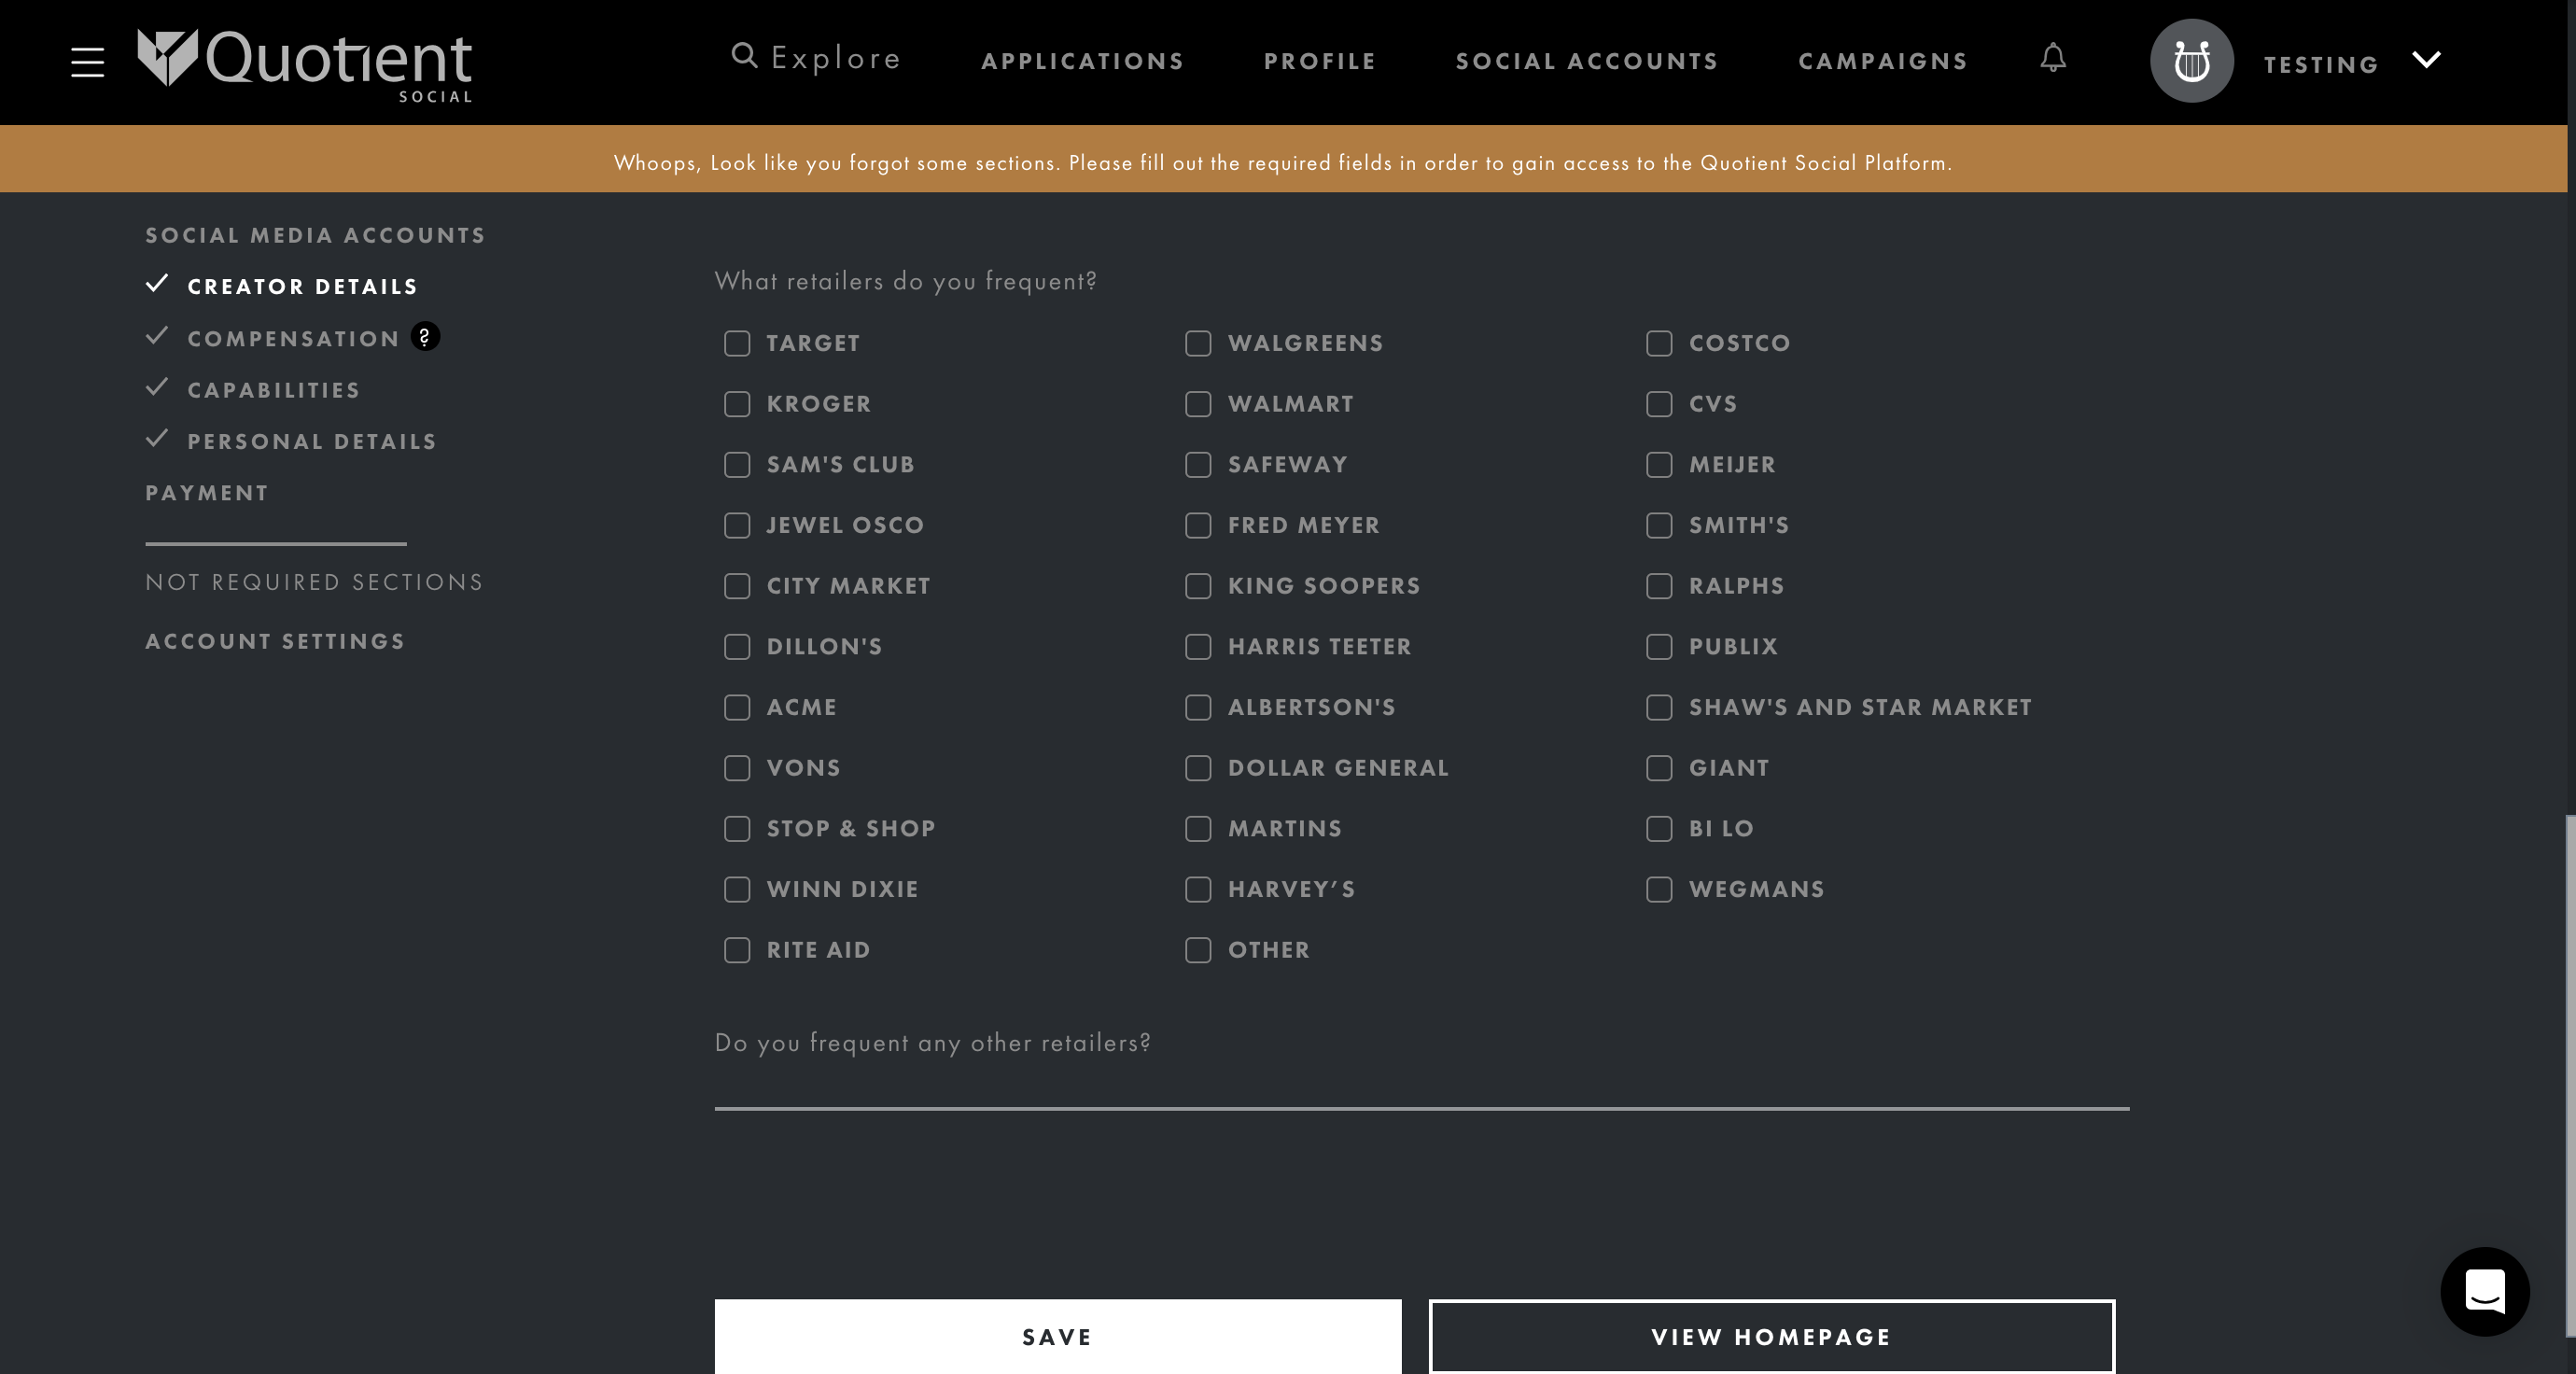 Quotient
SOCIAL
Explore
APPLICATIONS
PROFILE
SOCIAL ACCOUNTS
CAMPAIGNS
TESTING
Whoops, Look like you forgot some sections. Please fill out the required fields in order to gain access to the Quotient Social Platform.
SOCIAL MEDIA ACCOUNTS
CREATOR DETAILS
COMPENSATION ?
CAPABILITIES
PERSONAL DETAILS
PAYMENT
NOT REQUIRED SECTIONS
ACCOUNT SETTINGS
What retailers do you frequent?
TARGET WALGREENS COSTCO
KROGER WALMART CVS
SAM'S CLUB SAFEWAY MEIJER
JEWEL OSCO FRED MEYER SMITH'S
CITY MARKET KING SOOPERS RALPHS
DILLON'S HARRIS TEETER PUBLIX
ACME ALBERTSON'S SHAW'S AND STAR MARKET
VONS DOLLAR GENERAL GIANT
STOP & SHOP MARTINS BI LO
WINN DIXIE HARVEY’S WEGMANS
RITE AID OTHER
Do you frequent any other retailers?
SAVE
VIEW HOMEPAGE